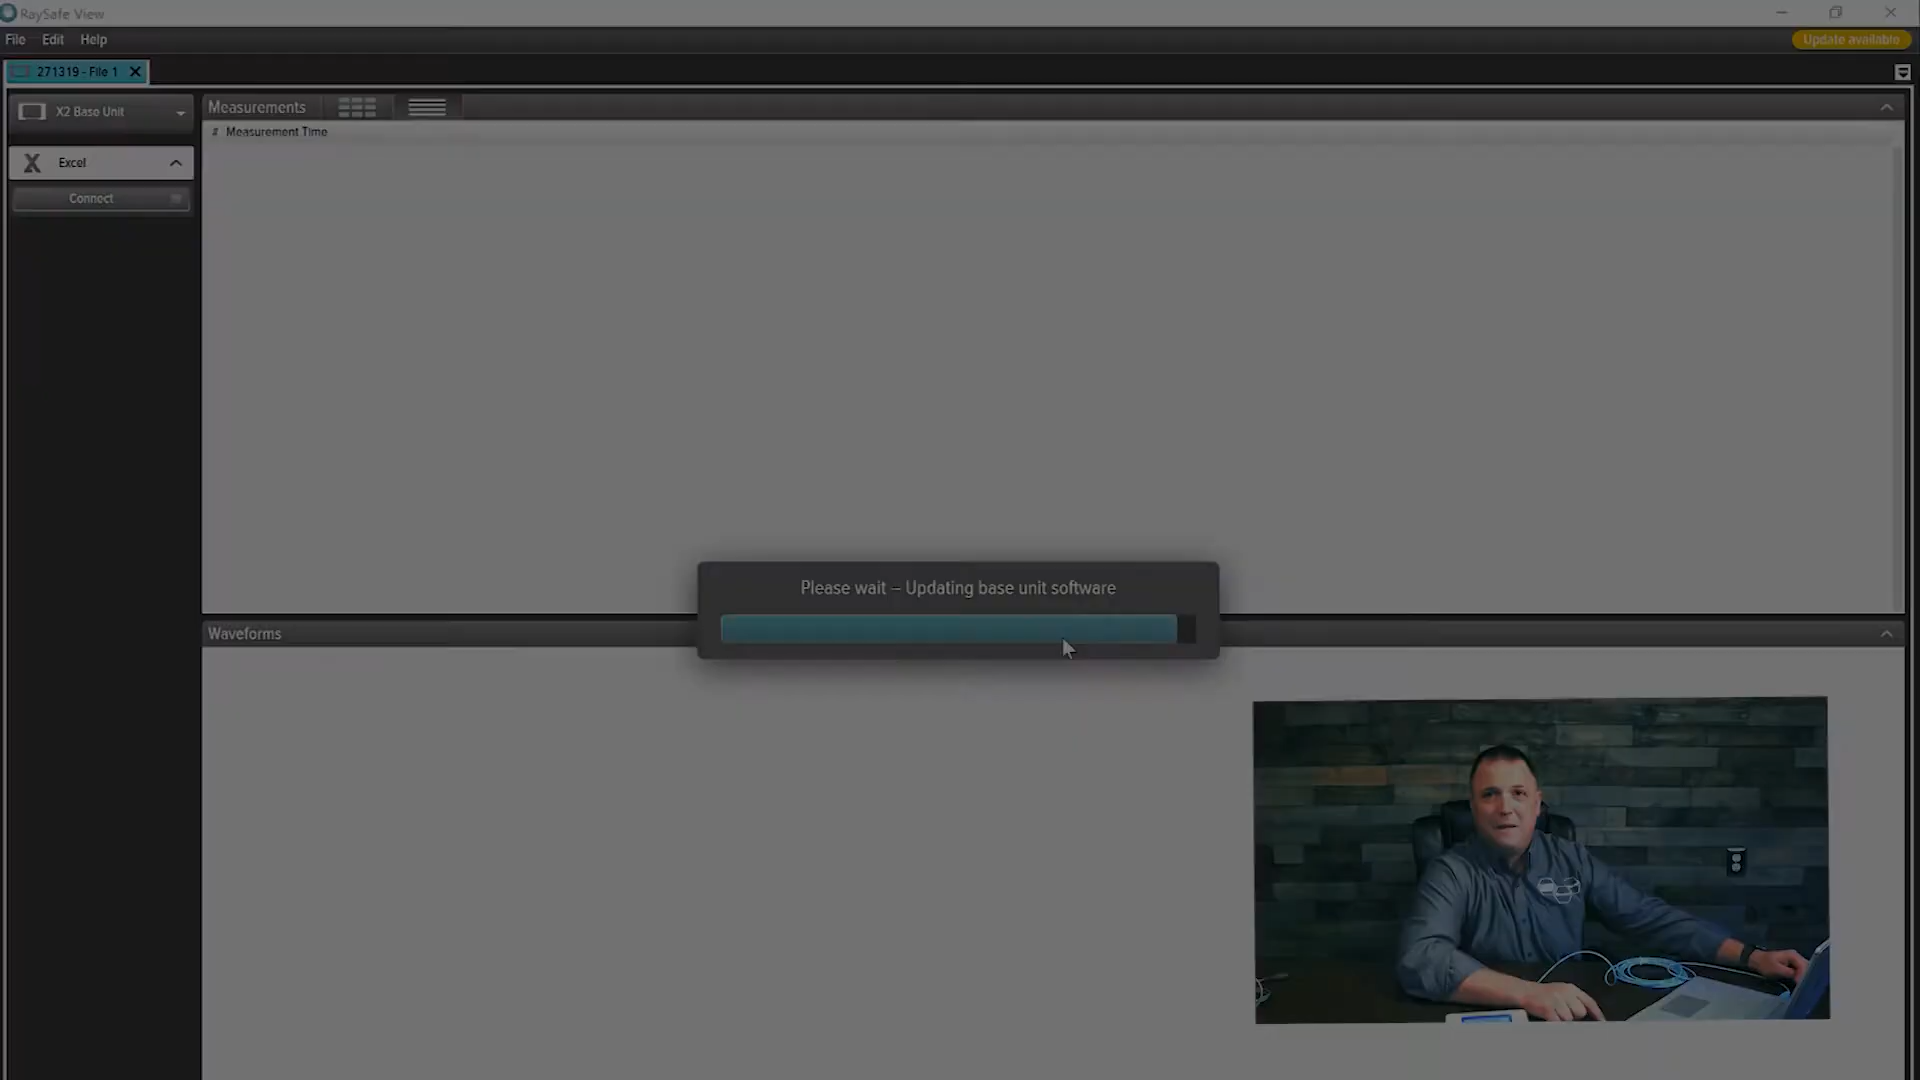 RaySafe View
File Edit Help
Update available
271319 - File 1
X2 Base Unit
Measurements
# Measurement Time
Excel
Connect
Please wait – Updating base unit software
Waveforms